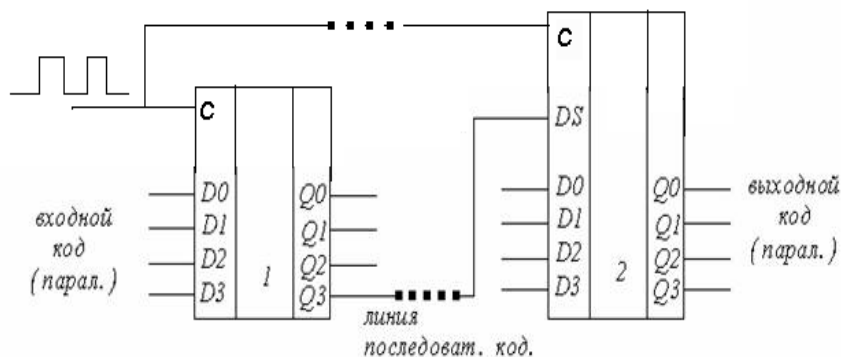 C
C
DS
D0 Q0
D1 Q1
D2 Q2
D3 Q3
1
входной
код
(парал.)
D0 Q0
D1 Q1
D2 Q2
D3 Q3
2
выходной
код
(парал.)
линия
последоват. код.